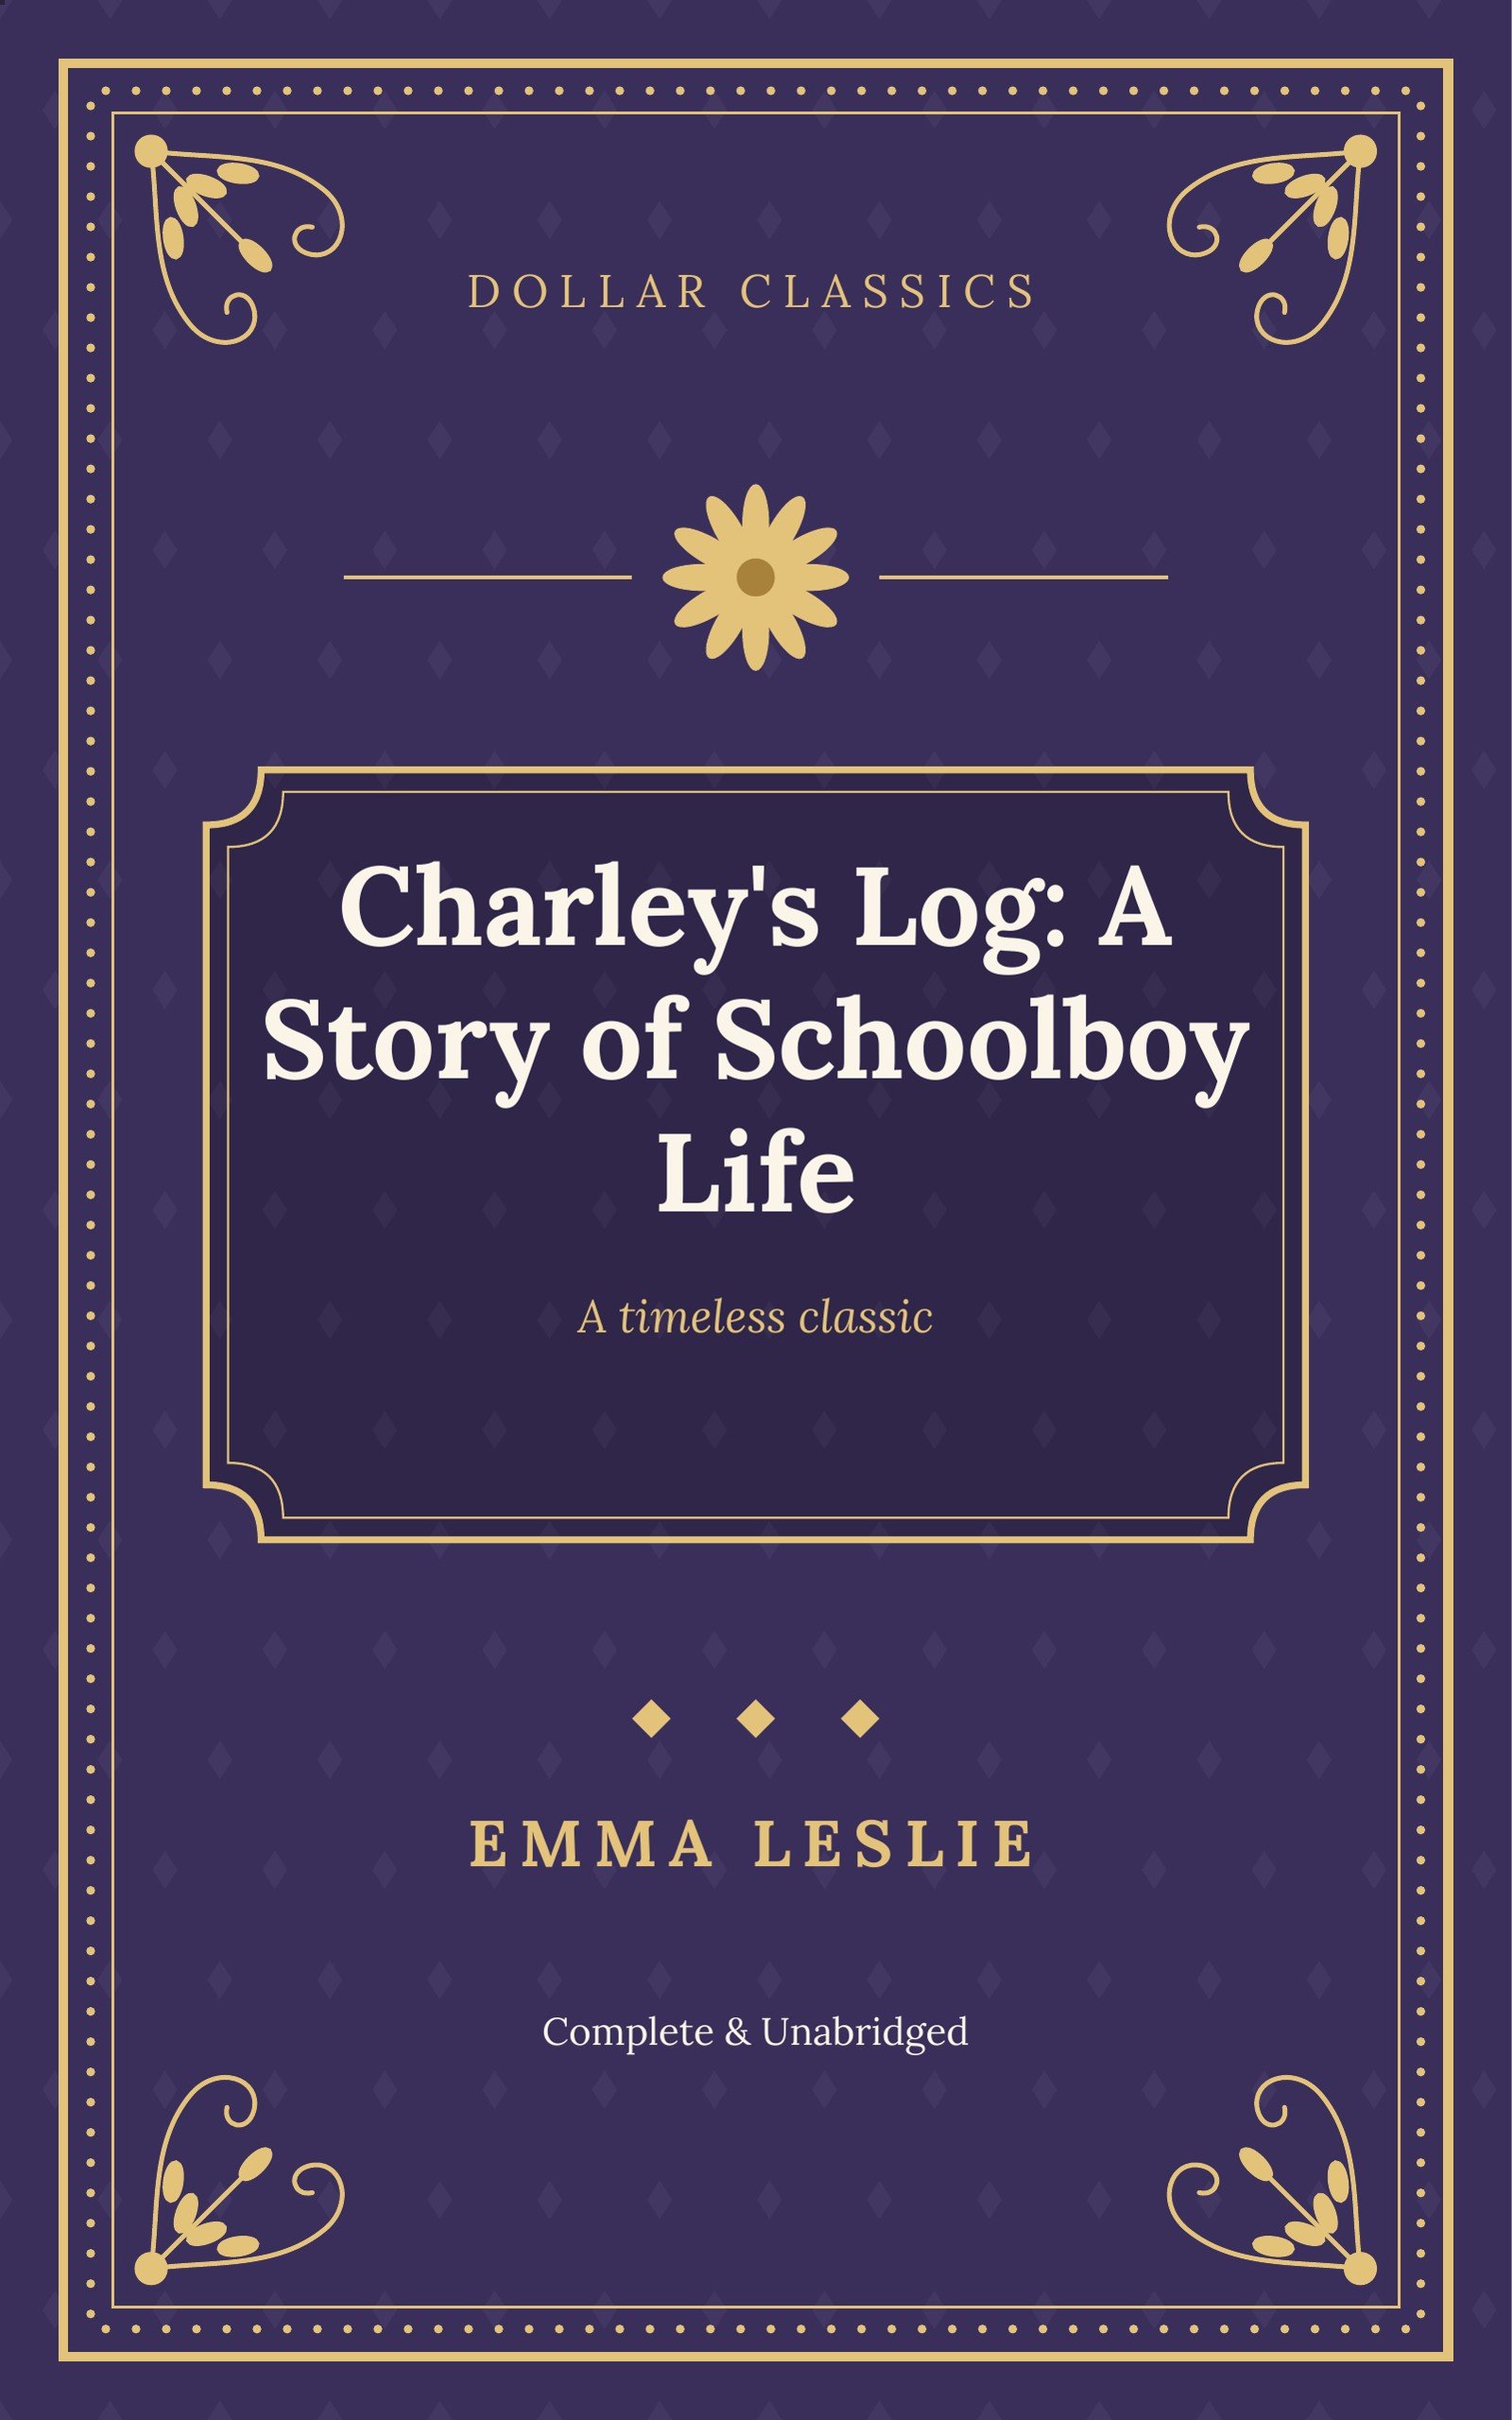 DOLLAR CLASSICS
Charley's Log: A
Story of Schoolboy
Life
A timeless classic
EMMA LESLIE
Complete & Unabridged